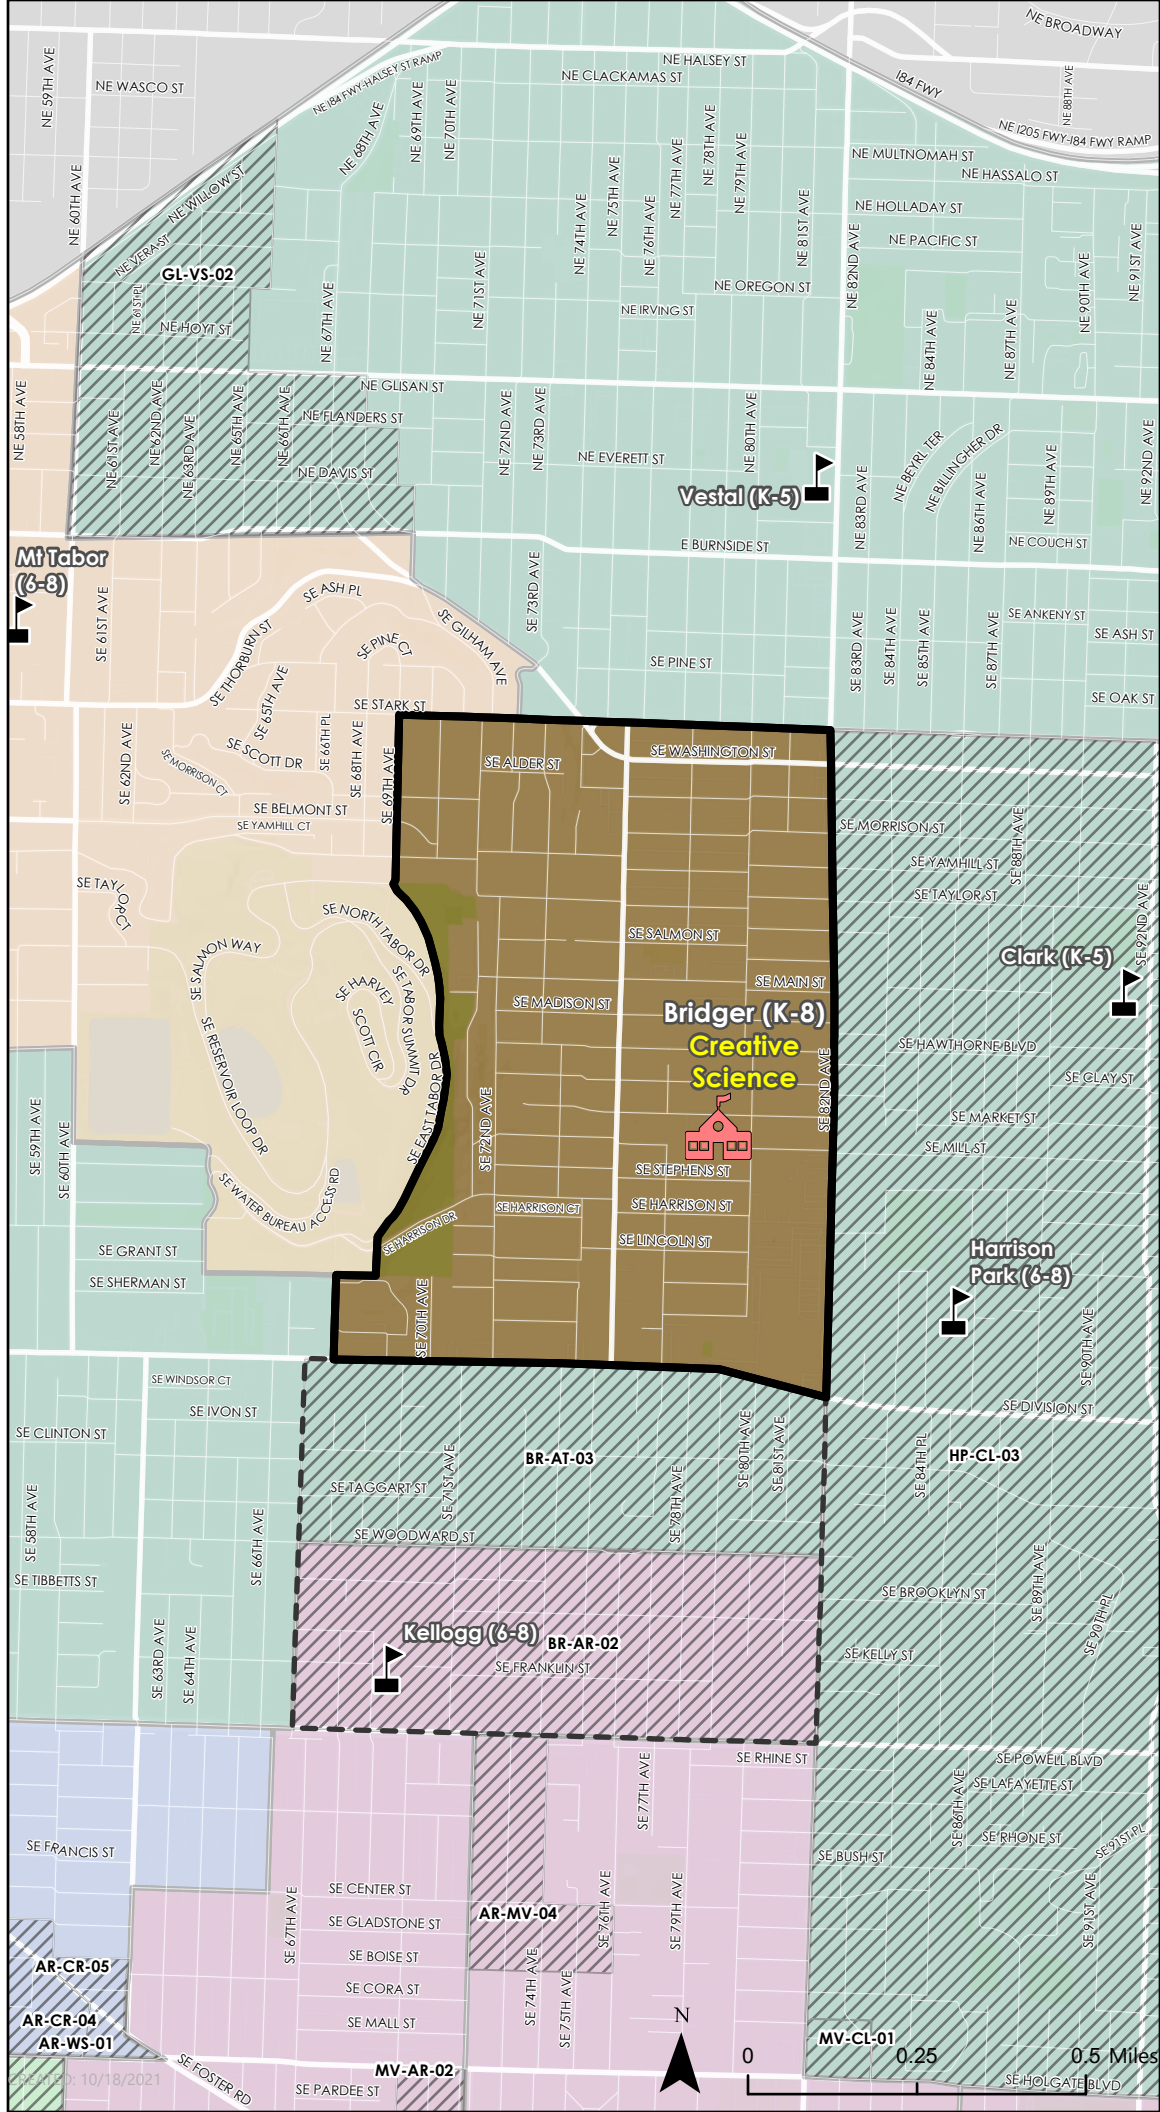 NE BROADWAY
NE 59TH AVE
NE WASCO ST
NE HALSEY ST
NE CLACKAMAS ST
NE I84 FWY-HALSEY ST RAMP
I84 FWY
NE 88TH AVE
NE I205 FWY-I84 FWY RAMP
NE 68TH AVE
NE 69TH AVE
NE 70TH AVE
NE 78TH AVE
NE 77TH AVE
NE 79TH AVE
NE MULTNOMAH ST
NE HASSALO ST
NE 60TH AVE
NE WILLOW ST
NE 75TH AVE
NE 74TH AVE
NE 76TH AVE
NE 81ST AVE
NE HOLLADAY ST
NE PACIFIC ST
NE VERA ST
GL-VS-02
NE 71ST AVE
NE 82ND AVE
NE 90TH AVE
NE 91ST AVE
NE OREGON ST
NE 61ST PL
NE HOYT ST
NE 67TH AVE
NE IRVING ST
NE 84TH AVE
NE 87TH AVE
NE 58TH AVE
NE GLISAN ST
NE 61ST AVE
NE 62ND AVE
NE 63RD AVE
NE 65TH AVE
NE 66TH AVE
NE FLANDERS ST
NE 72ND AVE
NE 73RD AVE
NE 80TH AVE
NE DAVIS ST
NE EVERETT ST
NE BEYRL TER
NE BILLINGHER DR
NE 89TH AVE
NE 92ND AVE
Vestal (K-5)
NE 83RD AVE
NE 86TH AVE
E BURNSIDE ST
NE COUCH ST
Mt Tabor
(6-8)
SE 61ST AVE
SE ASH PL
SE 73RD AVE
SE THORBURN ST
SE PINE CT
SE GILHAM AVE
SE 83RD AVE
SE 84TH AVE
SE 85TH AVE
SE 87TH AVE
SE ANKENY ST
SE ASH ST
SE PINE ST
SE 65TH AVE
SE STARK ST
SE OAK ST
SE 62ND AVE
SE MORRISON CT
SE SCOTT DR
SE 66TH PL
SE 68TH AVE
SE 69TH AVE
SE WASHINGTON ST
SE ALDER ST
SE BELMONT ST
SE YAMHILL CT
SE MORRISON ST
SE 88TH AVE
SE YAMHILL ST
SE TAYLOR ST
SE TAYLOR CT
SE NORTH TABOR DR
SE SALMON WAY
SE SALMON ST
SE 92ND AVE
Clark (K-5)
SE HARVEY
SCOTT CIR
SE TABOR SUMMIT DR
SE MAIN ST
SE MADISON ST
Bridger (K-8)
Creative
Science
SE RESERVOIR LOOP DR
SE EAST TABOR DR
SE HAWTHORNE BLVD
SE CLAY ST
SE 82ND AVE
SE 59TH AVE
SE 60TH AVE
SE 72ND AVE
SE MARKET ST
SE MILL ST
SE STEPHENS ST
SE WATER BUREAU ACCESS RD
SE HARRISON CT
SE HARRISON ST
SE HARRISON DR
SE LINCOLN ST
SE GRANT ST
SE SHERMAN ST
Harrison
Park (6-8)
SE 70TH AVE
SE 90TH AVE
SE WINDSOR CT
SE IVON ST
SE CLINTON ST
SE DIVISION ST
SE 80TH AVE
SE 81ST AVE
BR-AT-03
HP-CL-03
SE 84TH PL
SE 71ST AVE
SE 78TH AVE
SE TAGGART ST
SE 58TH AVE
SE 66TH AVE
SE WOODWARD ST
SE TIBBETTS ST
SE BROOKLYN ST
SE 89TH AVE
SE 90TH PL
Kellogg (6-8)
BR-AR-02
SE FRANKLIN ST
SE KELLY ST
SE 63RD AVE
SE 64TH AVE
SE RHINE ST
SE POWELL BLVD
SE LAFAYETTE ST
SE 77TH AVE
SE 86TH AVE
SE RHONE ST
SE 91ST PL
SE FRANCIS ST
SE BUSH ST
SE CENTER ST
SE 67TH AVE
SE GLADSTONE ST
AR-MV-04
SE 76TH AVE
SE 79TH AVE
SE 91ST AVE
SE BOISE ST
AR-CR-05
SE CORA ST
SE 74TH AVE
SE 75TH AVE
AR-CR-04
SE MALL ST
N
AR-WS-01
MV-CL-01
MV-AR-02
0 0.25 0.5 Miles
CREATED: 10/18/2021
SE FOSTER RD
SE PARDEE ST
SE HOLGATE BLVD